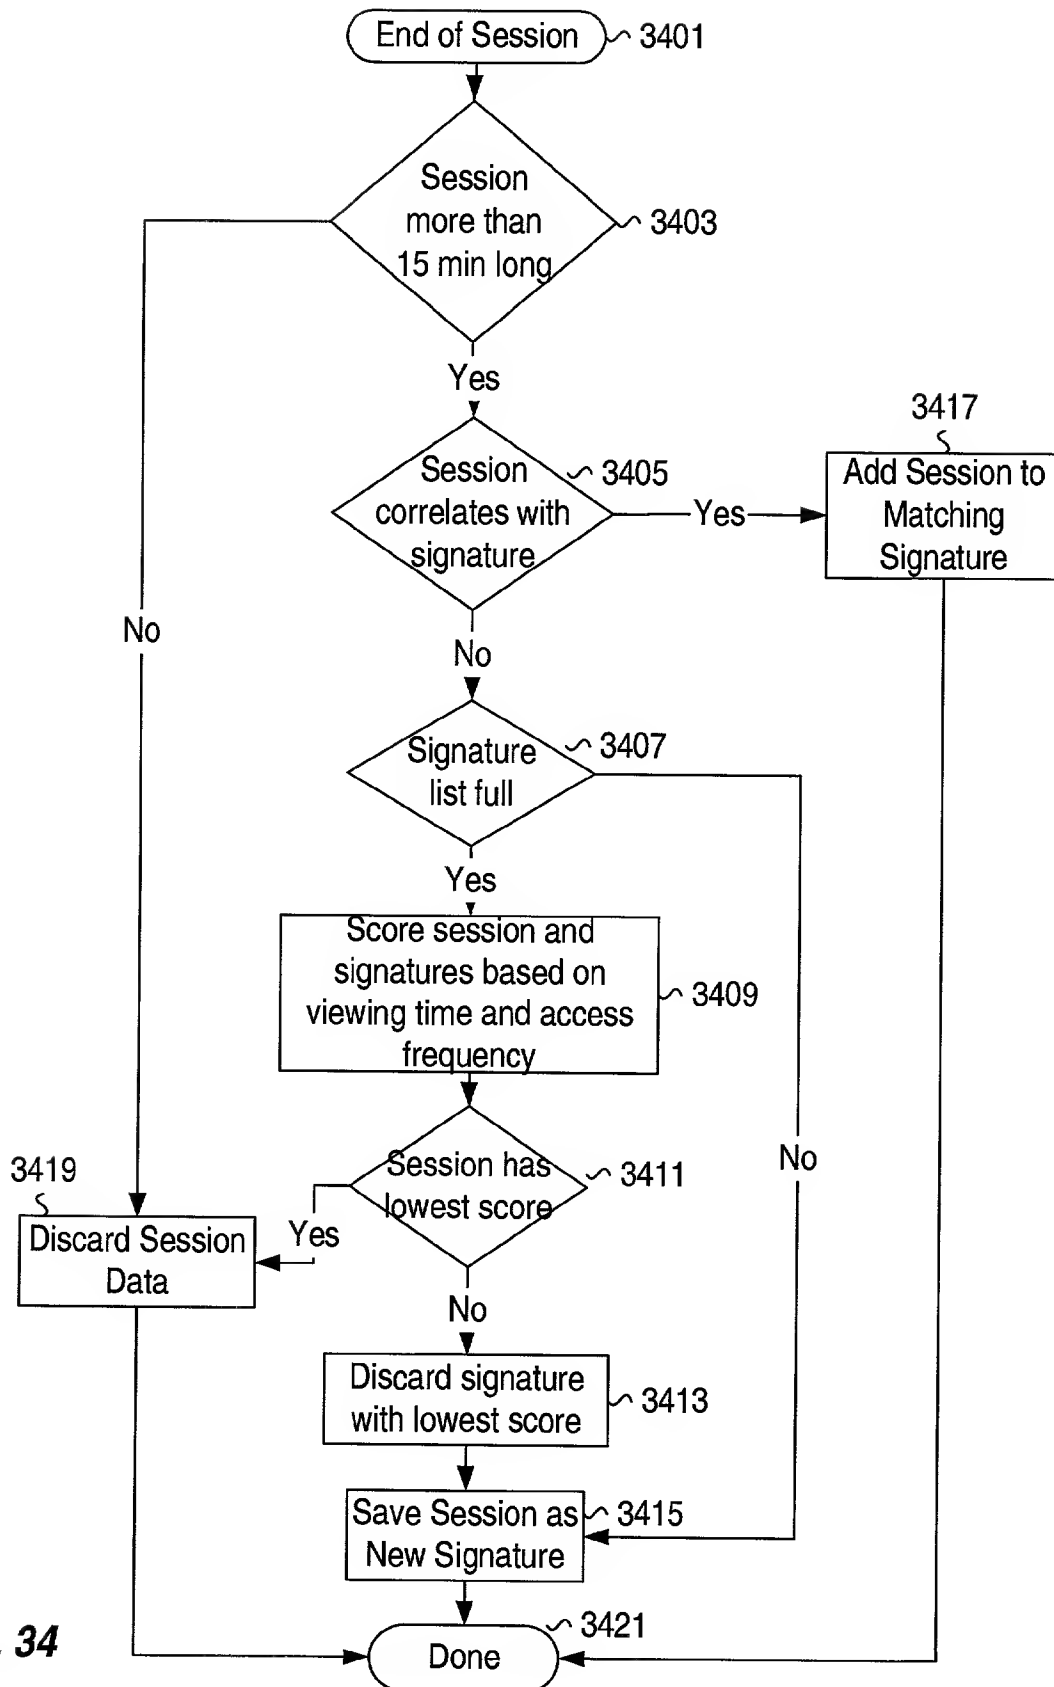 End of Session
3401
Session
more than
15 min long
3403
Yes
3417
Session
correlates with
signature
3405
Yes
Add Session to
Matching
Signature
No
No
Signature
list full
3407
Yes
Score session and
signatures based on
viewing time and access
frequency
3409
No
3419
Session has
lowest score
3411
Discard Session
Data
Yes
No
Discard signature
with lowest score
3413
Save Session as
New Signature
3415
34
Done
3421